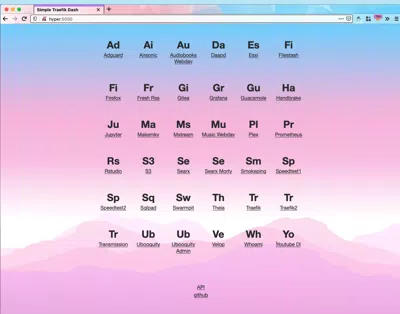 Simple Traefik Dash
hyper:5000
Ad Ai Au Da Es Fi
Adguard Airsonic Audiobooks Daapd Essi Filestash
Webdav
Fi Fr Gi Gr Gu Ha
Firefox Fresh Rss Gitea Grafana Guacamole Handbrake
Ju Ma Ms Mu Pl Pr
Jupyter Makemkv Mstream Music Webdav Plex Prometheus
Rs S3 Se Se Sm Sp
Rstudio S3 Searx Searx Morty Smokeping Speedtest1
Sp Sq Sw Th Tr Tr
Speedtest2 Sqlpad Swarmpit Theia Traefik Traefik2
Tr Ub Ub Ve Wh Yo
Transmission Ubooquity Ubooquity Velop Whoami Youtube Dl
Admin
API
github